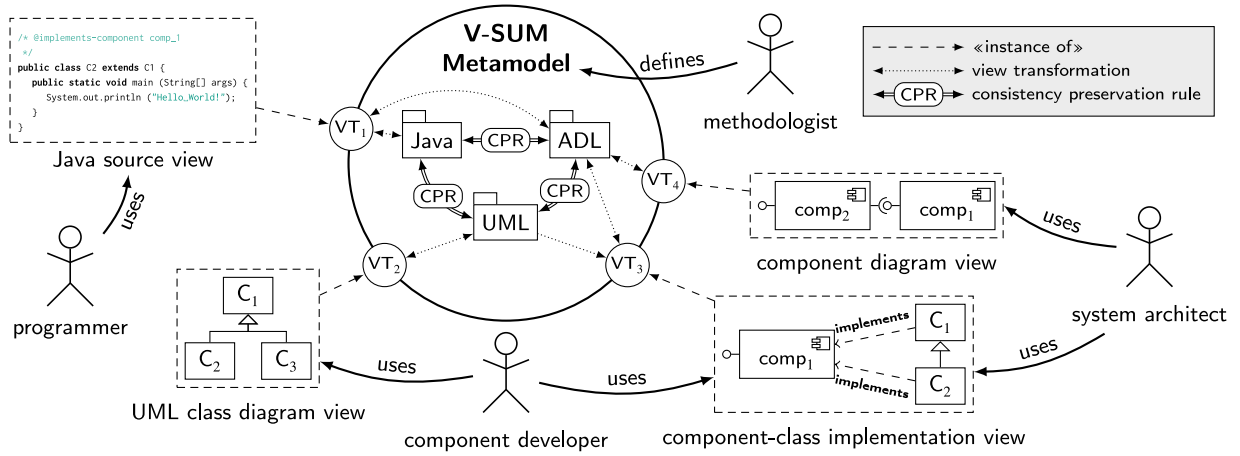 /* @implements-component comp_1
*/
public class C2 extends C1 {
public static void main (String[] args) {
System.out.println ("Hello_World!");
}
}
Java source view
uses
programmer
V-SUM
Metamodel
defines
methodologist
«instance of»
view transformation
CPR consistency preservation rule
VT1
Java
CPR
ADL
CPR
CPR
UML
VT2
VT3
VT4
comp2
comp1
component diagram view
uses
system architect
uses
C1
C2
C3
UML class diagram view
uses
component developer
uses
comp1
implements
implements
C1
C2
component-class implementation view